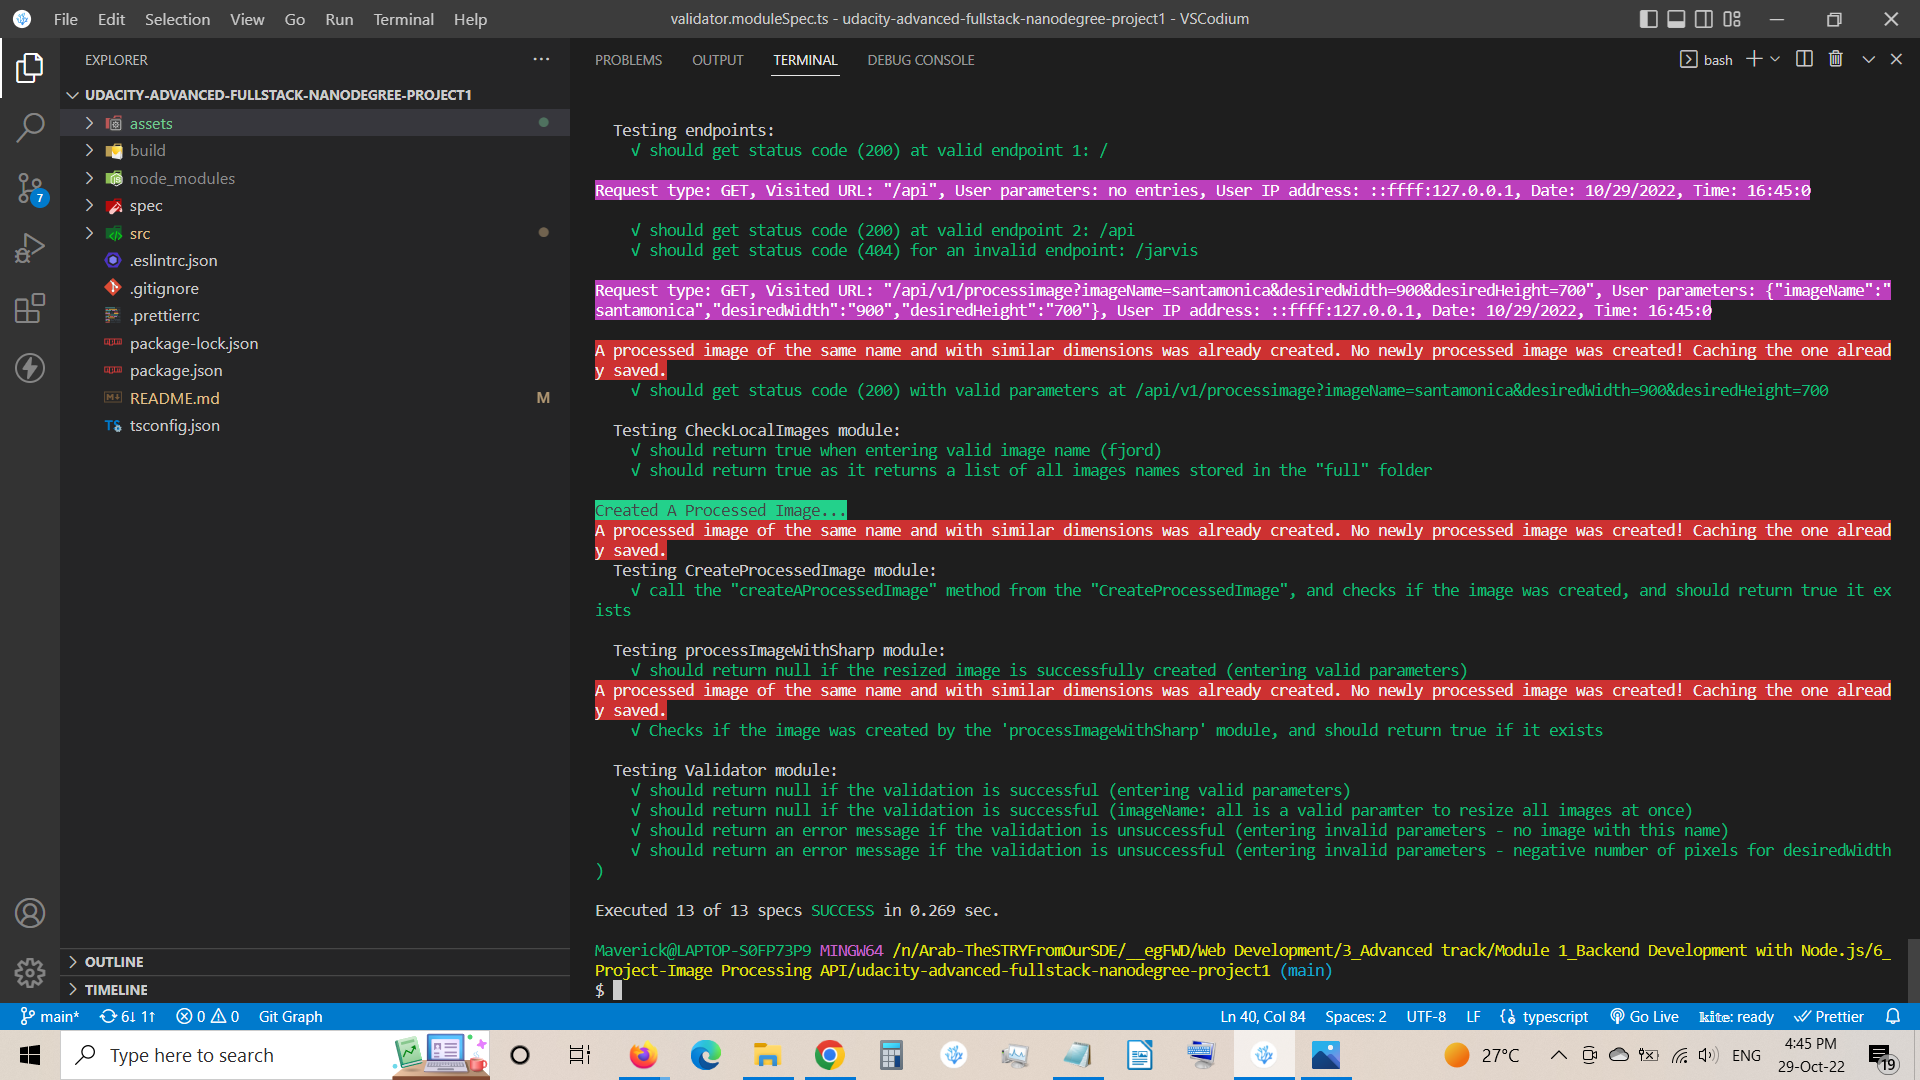 File Edit Selection View Go Run Terminal Help
validator.moduleSpec.ts - udacity-advanced-fullstack-nanodegree-project1 - VSCodium
EXPLORER
UDACITY-ADVANCED-FULLSTACK-NANODEGREE-PROJECT1
assets
build
node_modules
spec
src
.eslintrc.json
.gitignore
.prettierrc
package-lock.json
package.json
README.md M
tsconfig.json
7
OUTLINE
TIMELINE
PROBLEMS OUTPUT TERMINAL DEBUG CONSOLE
bash
Testing endpoints:
√ should get status code (200) at valid endpoint 1: /
Request type: GET, Visited URL: "/api", User parameters: no entries, User IP address: ::ffff:127.0.0.1, Date: 10/29/2022, Time: 16:45:0
√ should get status code (200) at valid endpoint 2: /api
√ should get status code (404) for an invalid endpoint: /jarvis
Request type: GET, Visited URL: "/api/v1/processimage?imageName=santamonica&desiredWidth=900&desiredHeight=700", User parameters: {"imageName":"
santamonica","desiredWidth":"900","desiredHeight":"700"}, User IP address: ::ffff:127.0.0.1, Date: 10/29/2022, Time: 16:45:0
A processed image of the same name and with similar dimensions was already created. No newly processed image was created! Caching the one alread
y saved.
√ should get status code (200) with valid parameters at /api/v1/processimage?imageName=santamonica&desiredWidth=900&desiredHeight=700
Testing CheckLocalImages module:
√ should return true when entering valid image name (fjord)
√ should return true as it returns a list of all images names stored in the "full" folder
Created A Processed Image...
A processed image of the same name and with similar dimensions was already created. No newly processed image was created! Caching the one alread
y saved.
Testing CreateProcessedImage module:
√ call the "createAProcessedImage" method from the "CreateProcessedImage", and checks if the image was created, and should return true it ex
ists
Testing processImageWithSharp module:
√ should return null if the resized image is successfully created (entering valid parameters)
A processed image of the same name and with similar dimensions was already created. No newly processed image was created! Caching the one alread
y saved.
√ Checks if the image was created by the 'processImageWithSharp' module, and should return true if it exists
Testing Validator module:
√ should return null if the validation is successful (entering valid parameters)
√ should return null if the validation is successful (imageName: all is a valid paramter to resize all images at once)
√ should return an error message if the validation is unsuccessful (entering invalid parameters - no image with this name)
√ should return an error message if the validation is unsuccessful (entering invalid parameters - negative number of pixels for desiredWidth
)
Executed 13 of 13 specs SUCCESS in 0.269 sec.
Maverick@LAPTOP-S0FP73P9 MINGW64 /n/Arab-TheSTRYFromOurSDE/__egFWD/Web Development/3_Advanced track/Module 1_Backend Development with Node.js/6_
Project-Image Processing API/udacity-advanced-fullstack-nanodegree-project1 (main)
$
main* 6↓ 1↑ 0 0 Git Graph
Ln 40, Col 84 Spaces: 2 UTF-8 LF typescript Go Live kite: ready Prettier
Type here to search
27°C ENG
4:45 PM
29-Oct-22
19